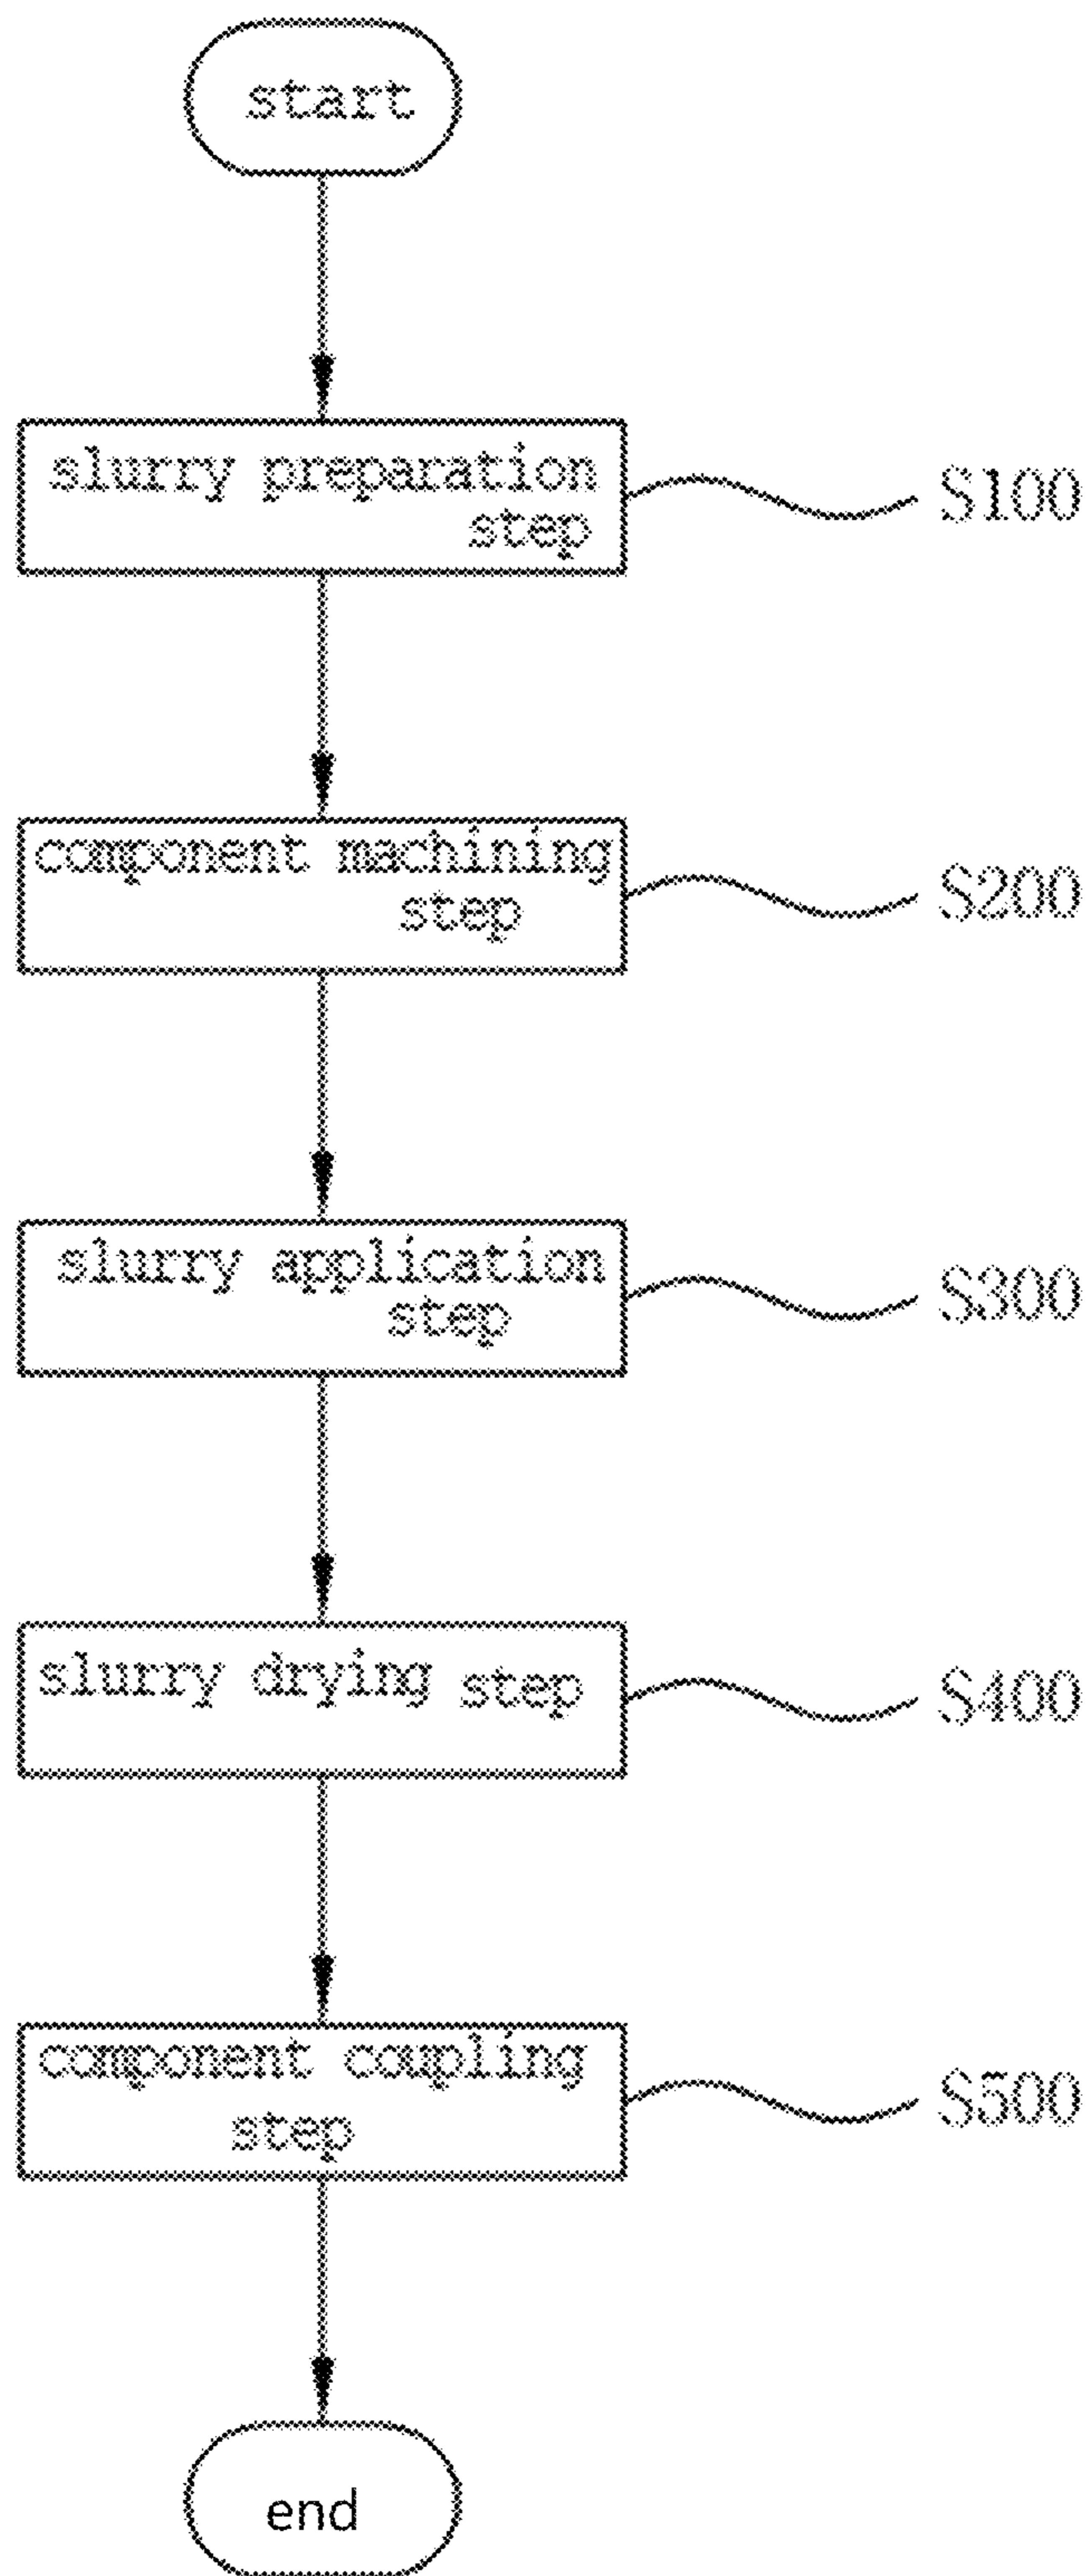 start
slurry preparation
step
S100
component machining
step
S200
slurry application
step
S300
slurry drying step
S400
component coupling
step
S500
end